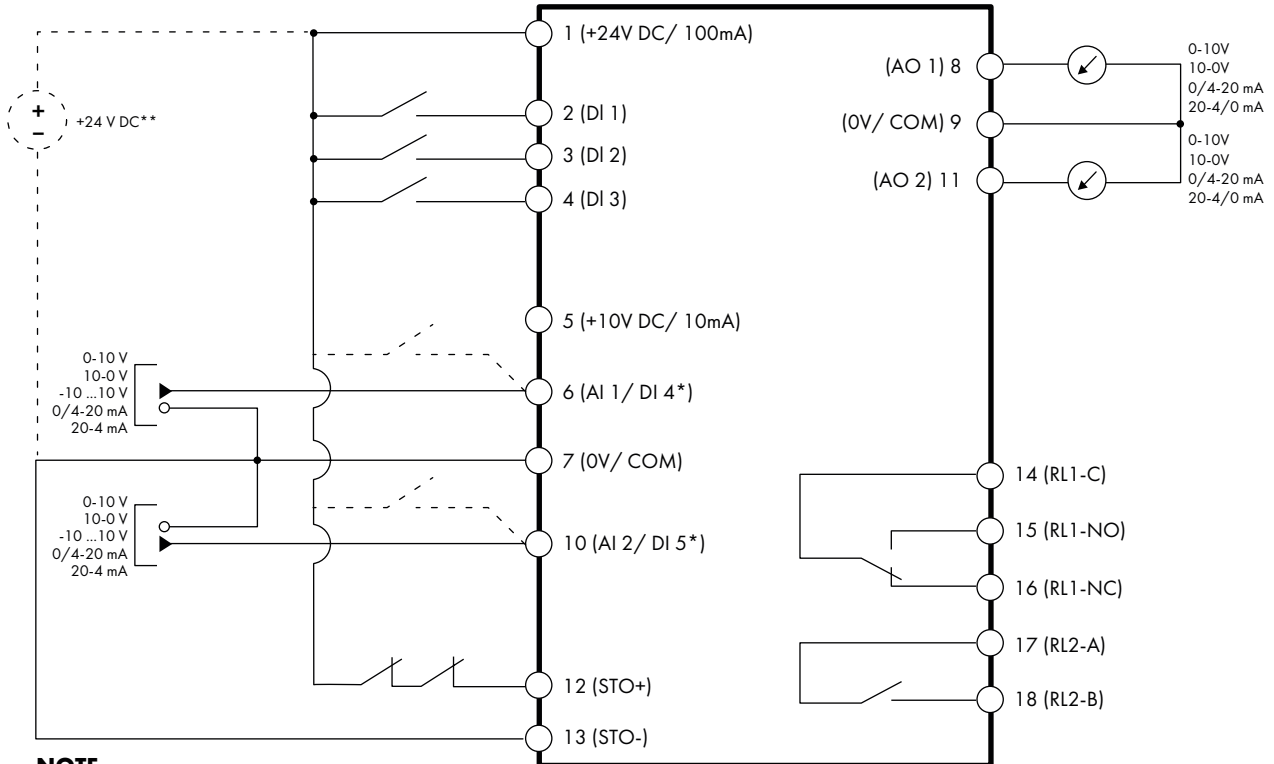 1 (+24V DC/ 100mA)
2 (DI 1)
3 (DI 2)
4 (DI 3)
5 (+10V DC/ 10mA)
6 (AI 1/ DI 4*)
7 (0V/ COM)
10 (AI 2/ DI 5*)
12 (STO+)
13 (STO-)
+
−
+24 V DC**
0-10 V
10-0 V
-10 ...10 V
0/4-20 mA
20-4 mA
0-10 V
10-0 V
-10 ...10 V
0/4-20 mA
20-4 mA
(AO 1) 8
(0V/ COM) 9
(AO 2) 11
0-10V
10-0V
0/4-20 mA
20-4/0 mA
0-10V
10-0V
0/4-20 mA
20-4/0 mA
14 (RL1-C)
15 (RL1-NO)
16 (RL1-NC)
17 (RL2-A)
18 (RL2-B)
NOTE